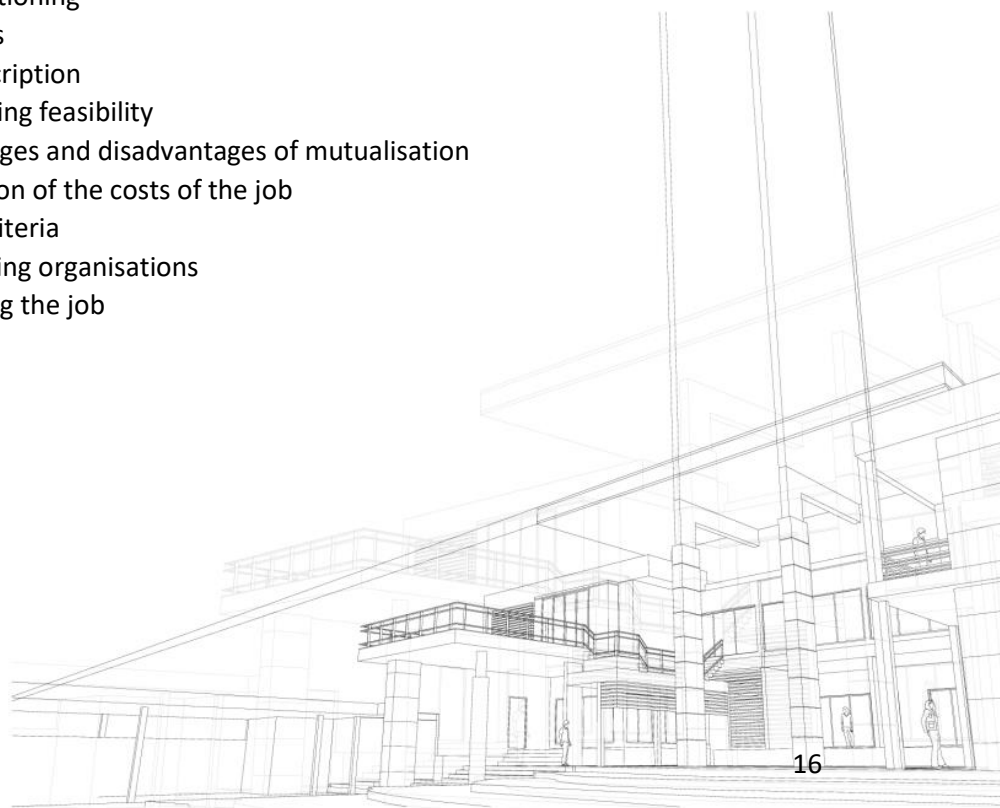 tioning
s
cription
ing feasibility
ges and disadvantages of mutualisation
on of the costs of the job
iteria
ing organisations
g the job
16